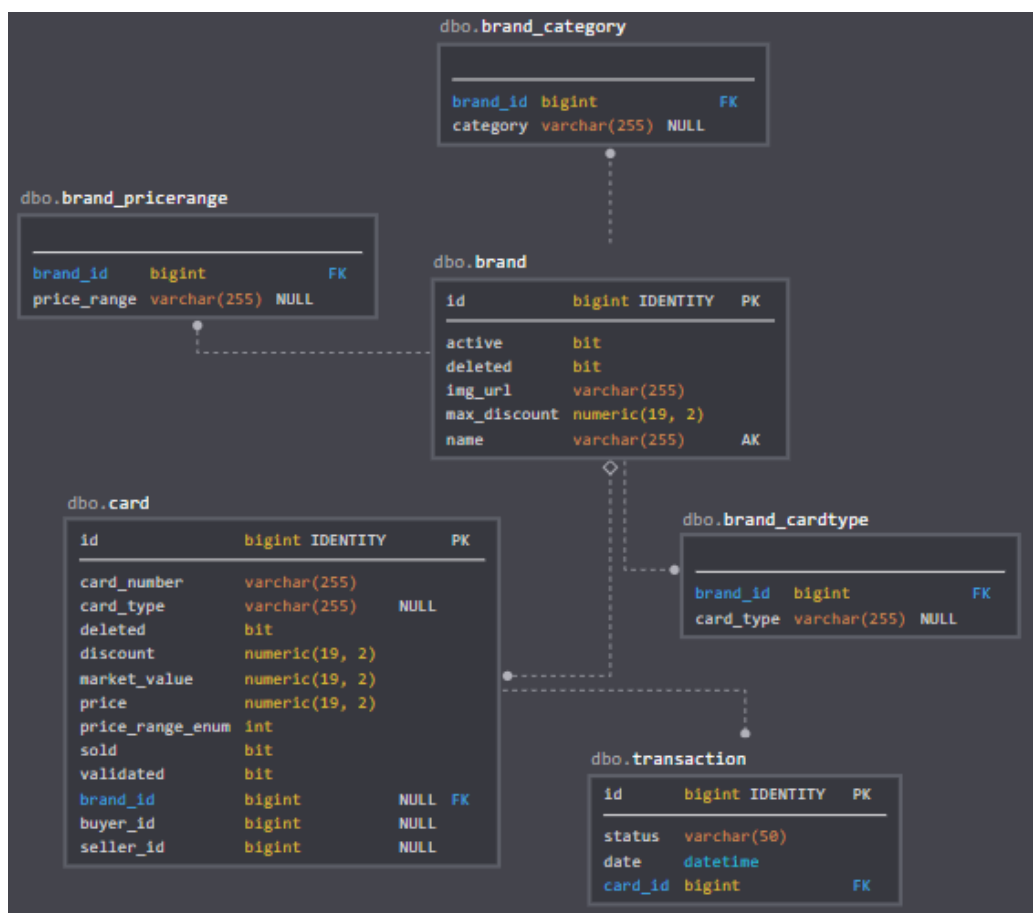 dbo.brand_category
brand_id bigint FK
category varchar(255) NULL
dbo.brand_pricerange
brand_id bigint FK
price_range varchar(255) NULL
dbo.brand
id bigint IDENTITY PK
active bit
deleted bit
img_url varchar(255)
max_discount numeric(19, 2)
name varchar(255) AK
dbo.card
id bigint IDENTITY PK
card_number varchar(255)
card_type varchar(255) NULL
deleted bit
discount numeric(19, 2)
market_value numeric(19, 2)
price numeric(19, 2)
price_range_enum int
sold bit
validated bit
brand_id bigint NULL FK
buyer_id bigint NULL
seller_id bigint NULL
dbo.brand_cardtype
brand_id bigint FK
card_type varchar(255) NULL
dbo.transaction
id bigint IDENTITY PK
status varchar(50)
date datetime
card_id bigint FK